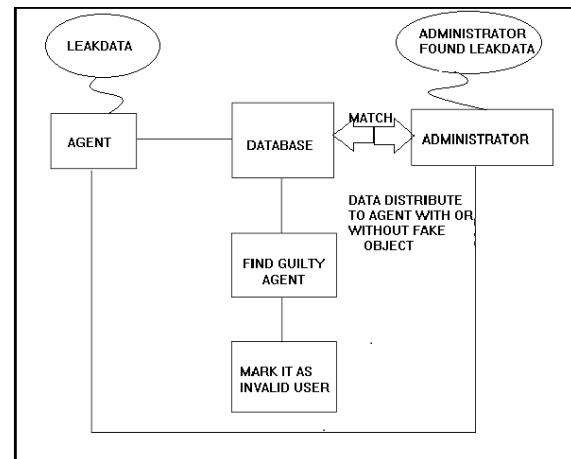 LEAKDATA
ADMINISTRATOR
FOUND LEAKDATA
AGENT
DATABASE
MATCH
ADMINISTRATOR
DATA DISTRIBUTE
TO AGENT WITH OR
WITHOUT FAKE
OBJECT
FIND GUILTY
AGENT
MARK IT AS
INVALID USER